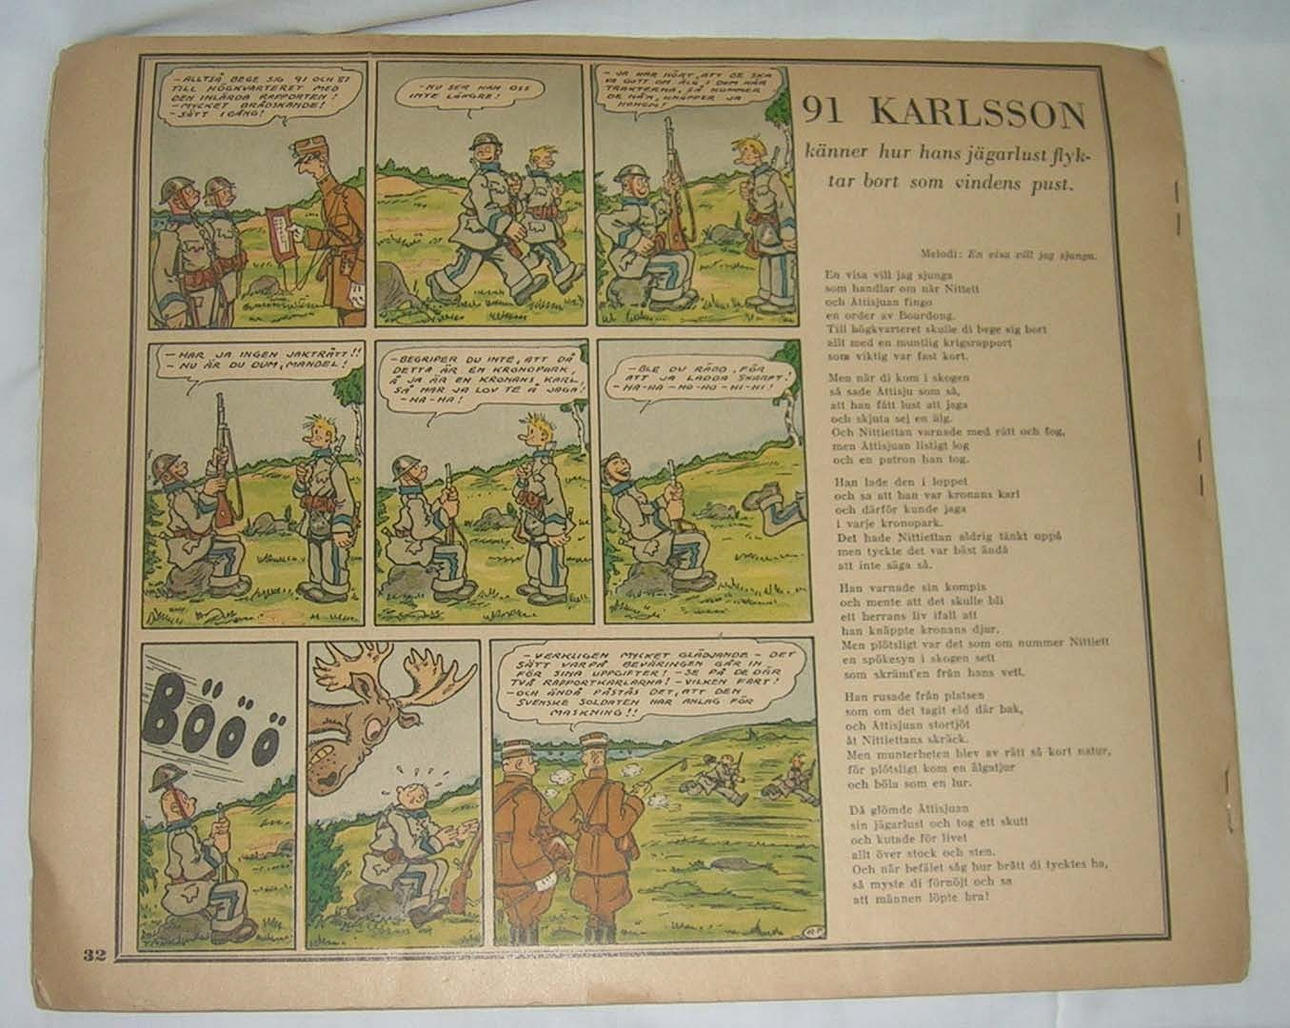 -ALLTSÅ BEGE SIG 91 OCH 87
TILL HÖGKVARTERET MED
DEN INLÄRDA RAPPORTEN!
-MYCKET BRÅDSKANDE!
-SÄTT IGÅNG!
-NU SER HAN OSS
INTE LÄNGRE!
-JA HAR HÖRT, ATT DE SKA
VA GOTT OM ÄLG I DOM HÄR
TRAKTERNA, SÅ KOMMER
DE NÅN, KNÄPPER JA
HONOM!
-HAR JA INGEN JAKTRÄTT!!
-NU ÄR DU DUM, MANDEL!
-BEGRIPER DU INTE, ATT DÅ
DETTA ÄR EN KRONOPARK,
Å JA ÄR EN KRONANS KARL,
SÅ HAR JA LOV TE Å JAGA!
-HA-HA!
-BLE DU RÄDD, FÖR
ATT JA LADDA SKARPT!
-HA-HA-HO-HO-HI-HI!
BÖÖÖ
-VERKLIGEN MYCKET GLÄDJANDE - DET
SÄTT VARPÅ BEVÄRINGEN GÅR IN
FÖR SINA UPPGIFTER! -SE PÅ DE DÄR
TVÅ RAPPORTKARLARNA! -VILKEN FART!
-OCH ÄNDÅ PÅSTÅS DET, ATT DEN
SVENSKE SOLDATEN HAR ANLAG FÖR
MASKNING!!
R.P.
91 KARLSSON
känner hur hans jägarlust flyk-
tar bort som vindens pust.
Melodi: En visa vill jag sjunga.
En visa vill jag sjunga
som handlar om när Nittett
och Åttisjuan fingo
en order av Bourdong.
Till högkvarteret skulle di bege sig bort
allt med en muntlig krigsrapport
som viktig var fast kort.
Men när di kom i skogen
så sade Åttisju som så,
att han fått lust att jaga
och skjuta sej en älg.
Och Nittiettan varnade med rätt och fog,
men Åttisjuan listigt log
och en patron han tog.
Han lade den i loppet
och sa att han var kronans karl
och därför kunde jaga
i varje kronopark.
Det hade Nittiettan aldrig tänkt oppå
men tyckte det var bäst ändå
att inte säga så.
Han varnade sin kompis
och mente att det skulle bli
ett herrans liv ifall att
han knäppte kronans djur.
Men plötsligt var det som om nummer Nittiett
en spökesyn i skogen sett
som skrämt'en från hans vett.
Han rusade från platsen
som om det tagit eld där bak,
och Åttisjuan stortjöt
åt Nittiettans skräck.
Men munterheten blev av rätt så kort natur,
för plötsligt kom en älgatjur
och böla som en lur.
Då glömde Åttisjuan
sin jägarlust och tog ett skutt
och kutade för livet
allt över stock och sten.
Och när befälet såg hur brått di tycktes ha,
så myste di förnöjt och sa
att männen löpte bra!
32